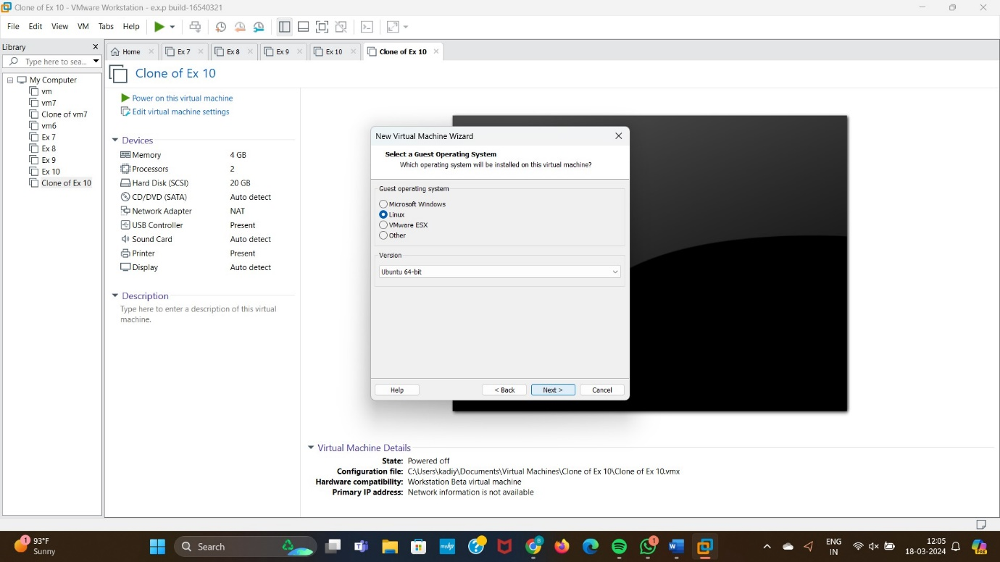 Clone of Ex 10 - VMware Workstation - e.x.p build-16540321
File Edit View VM Tabs Help
Library
Type here to sea...
My Computer
vm
vm7
Clone of vm7
vm6
Ex 7
Ex 8
Ex 9
Ex 10
Clone of Ex 10
Home Ex 7 Ex 8 Ex 9 Ex 10 Clone of Ex 10
Clone of Ex 10
Power on this virtual machine
Edit virtual machine settings
Devices
Memory 4 GB
Processors 2
Hard Disk (SCSI) 20 GB
CD/DVD (SATA) Auto detect
Network Adapter NAT
USB Controller Present
Sound Card Auto detect
Printer Present
Display Auto detect
Description
Type here to enter a description of this virtual
machine.
New Virtual Machine Wizard
Select a Guest Operating System
Which operating system will be installed on this virtual machine?
Guest operating system
Microsoft Windows
Linux
VMware ESX
Other
Version
Ubuntu 64-bit
Help < Back Next > Cancel
Virtual Machine Details
State: Powered off
Configuration file: C:\Users\kadiy\Documents\Virtual Machines\Clone of Ex 10\Clone of Ex 10.vmx
Hardware compatibility: Workstation Beta virtual machine
Primary IP address: Network information is not available
1
93°F
Sunny
Search
myhp
1
ENG
IN
12:05
18-03-2024
PRE